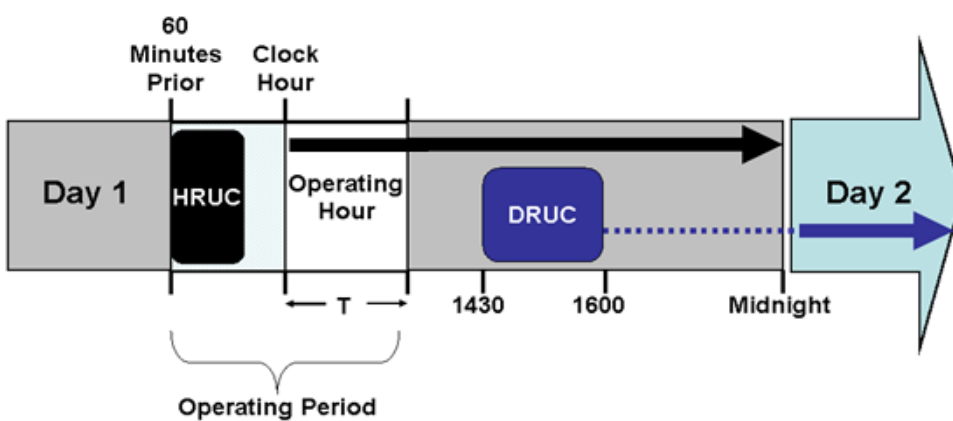 60
Minutes
Prior
Clock
Hour
Day 1
HRUC
Operating
Hour
DRUC
Day 2
T
1430
1600
Midnight
Operating Period